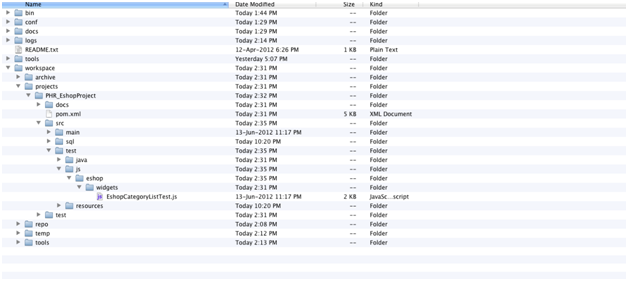 Name Date Modified Size Kind
bin Today 1:44 PM -- Folder
conf Today 1:29 PM -- Folder
docs Today 1:29 PM -- Folder
logs Today 2:14 PM -- Folder
README.txt 12-Apr-2012 6:26 PM 1 KB Plain Text
tools Yesterday 5:07 PM -- Folder
workspace Today 2:31 PM -- Folder
archive Today 2:31 PM -- Folder
projects Today 2:31 PM -- Folder
PHR_EshopProject Today 2:32 PM -- Folder
docs Today 2:31 PM -- Folder
pom.xml Today 2:31 PM 5 KB XML Document
src Today 2:35 PM -- Folder
main 13-Jun-2012 11:17 PM -- Folder
sql Today 10:20 PM -- Folder
test Today 2:35 PM -- Folder
java Today 2:31 PM -- Folder
js Today 2:35 PM -- Folder
eshop Today 2:35 PM -- Folder
widgets Today 2:31 PM -- Folder
EshopCategoryListTest.js 13-Jun-2012 11:17 PM 2 KB JavaSc...script
resources Today 10:20 PM -- Folder
test Today 2:31 PM -- Folder
repo Today 2:08 PM -- Folder
temp Today 2:12 PM -- Folder
tools Today 2:13 PM -- Folder